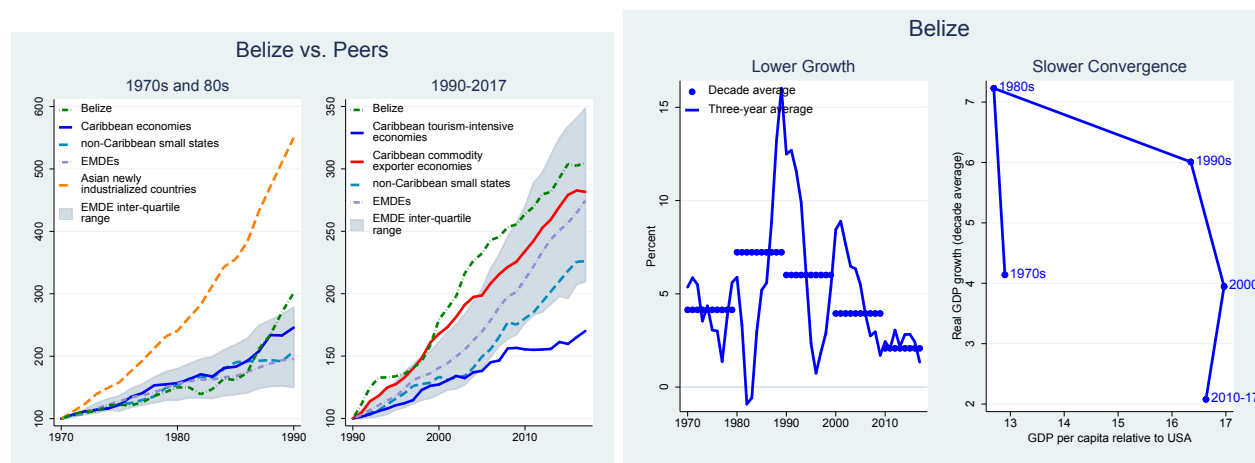 Belize vs. Peers
1970s and 80s
600
500
400
300
200
100
1970
1980
1990
Belize
Caribbean economies
non-Caribbean small states
EMDEs
Asian newly
industrialized countries
EMDE inter-quartile
range
1990-2017
350
300
250
200
150
100
1990
2000
2010
Belize
Caribbean tourism-intensive
economies
Caribbean commodity
exporter economies
non-Caribbean small states
EMDEs
EMDE inter-quartile
range
Belize
Lower Growth
Percent
15
10
5
0
1970
1980
1990
2000
2010
Decade average
Three-year average
Slower Convergence
Real GDP growth (decade average)
7
6
5
4
3
2
1980s
1990s
1970s
2000
2010-17
13
14
15
16
17
GDP per capita relative to USA